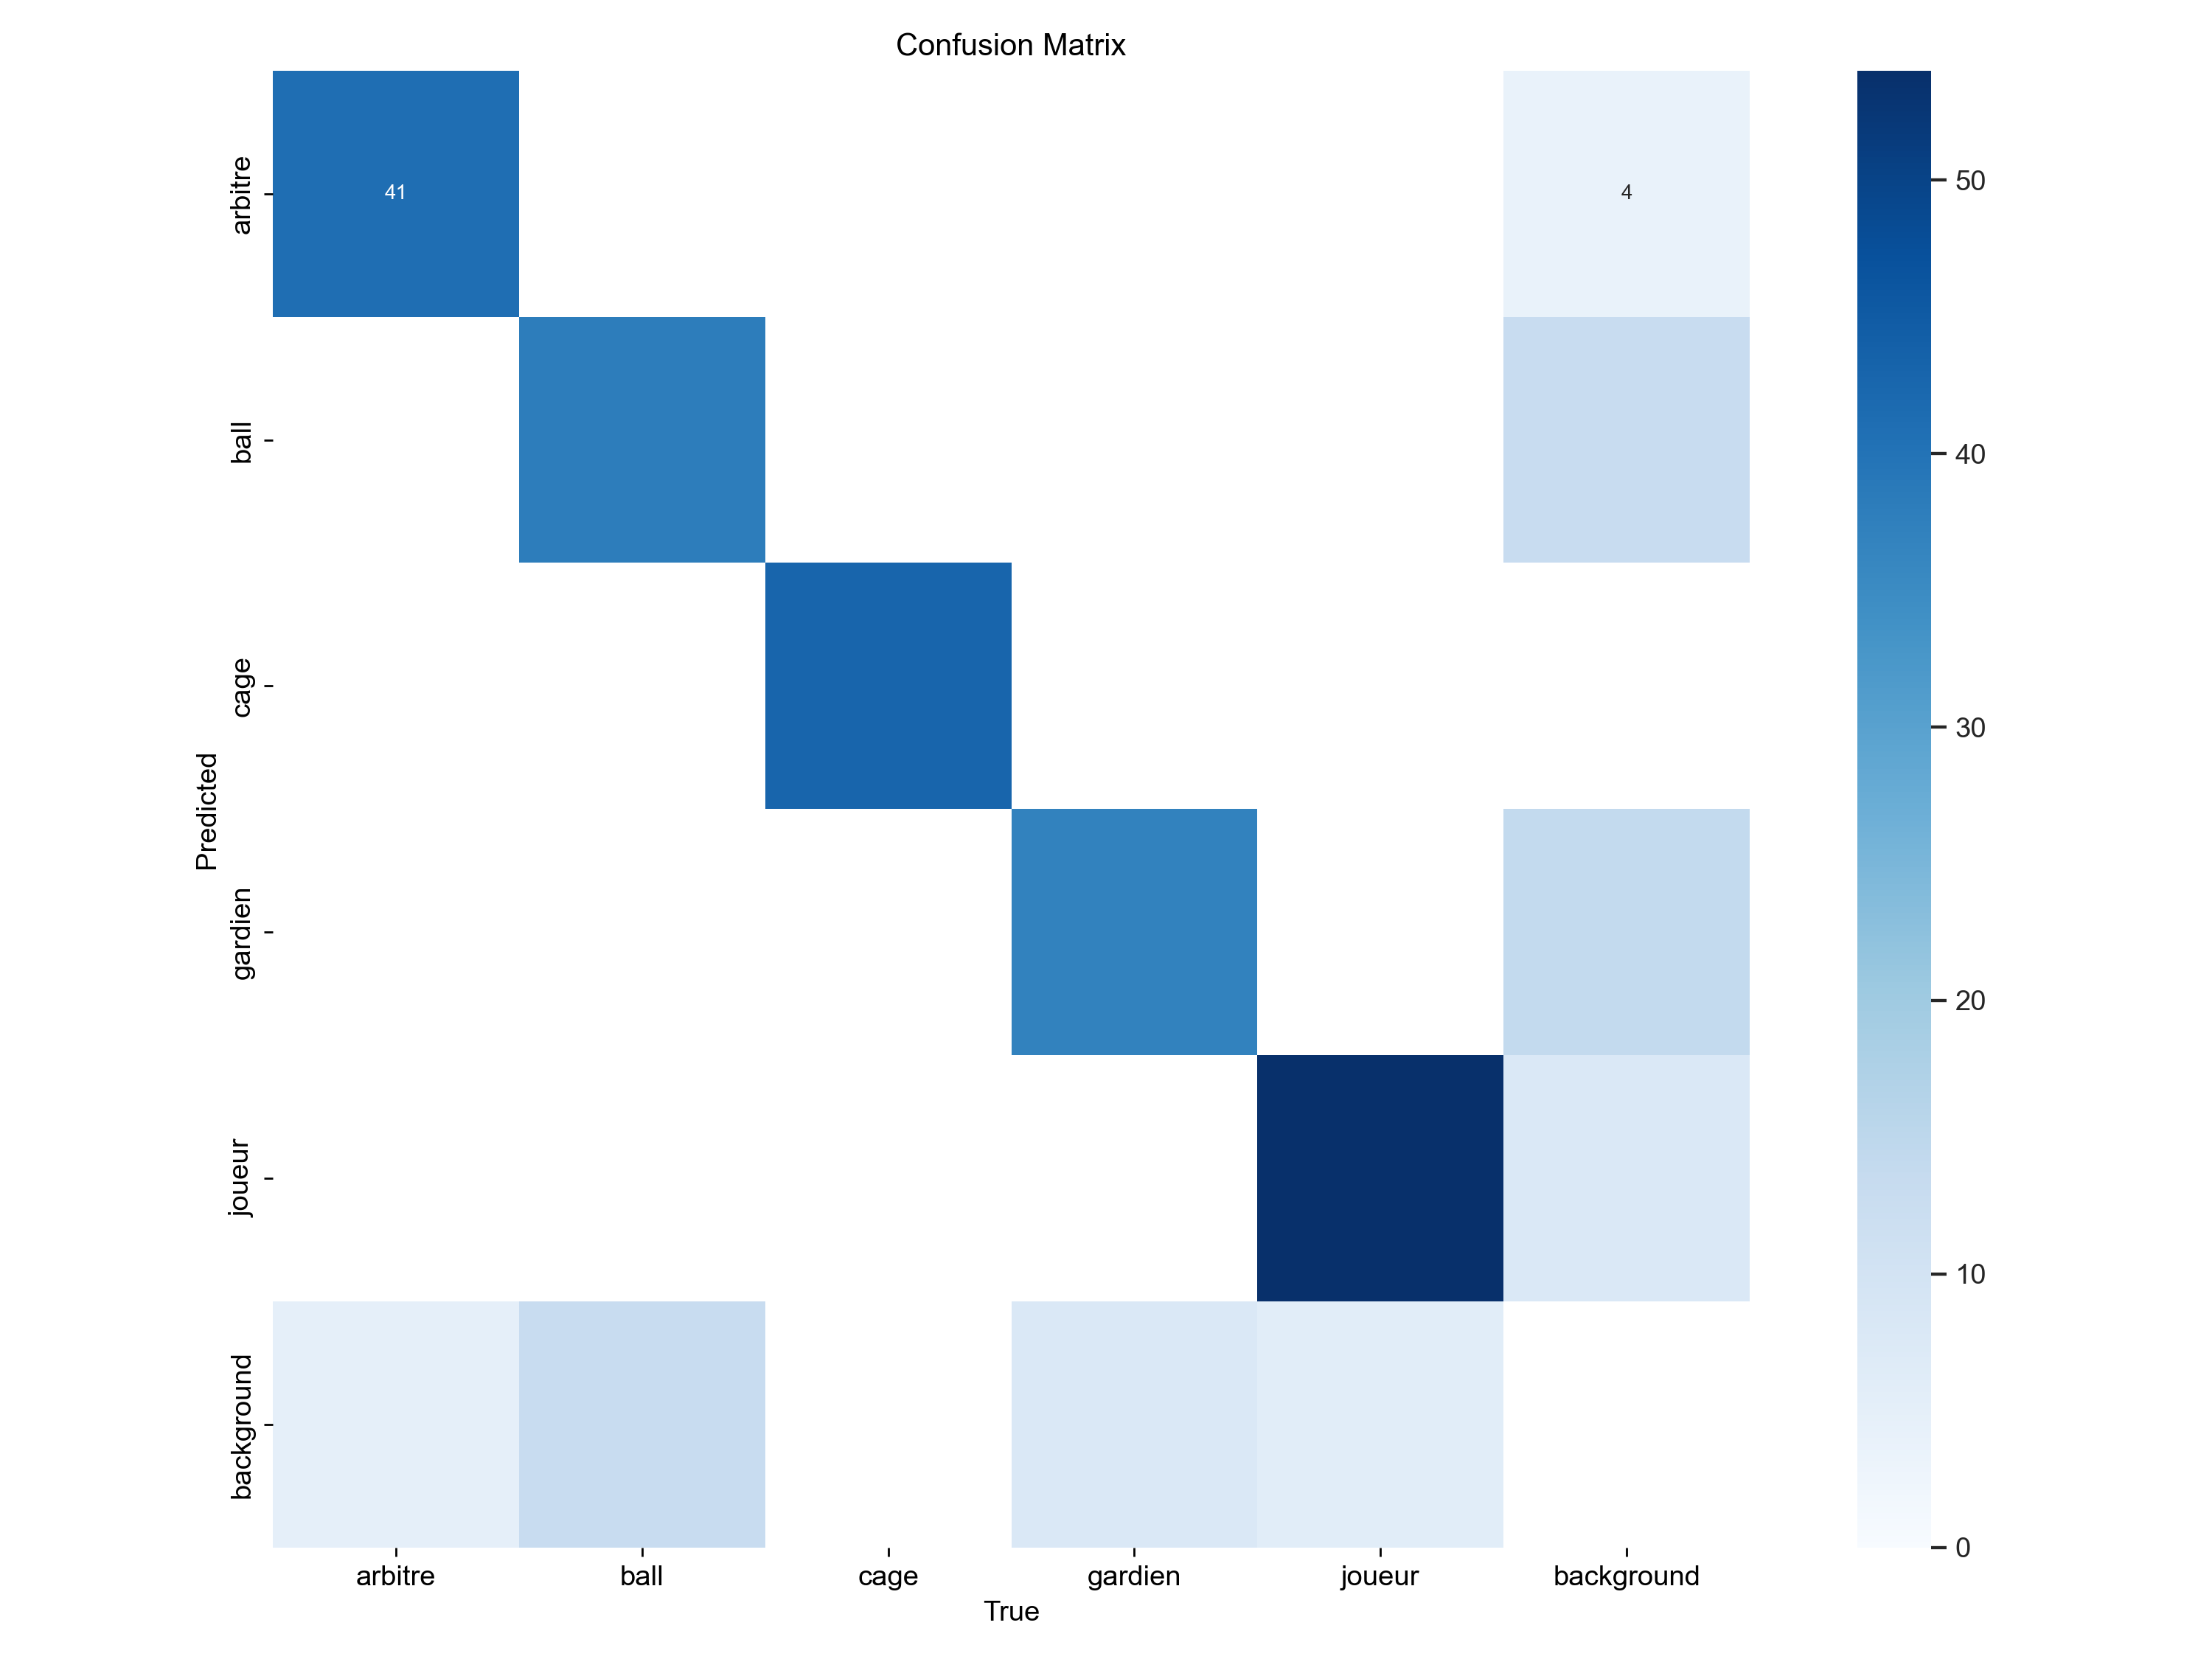 Confusion Matrix
arbitre
41
4
50
ball
40
cage
30
Predicted
gardien
20
joueur
10
background
0
arbitre ball cage gardien joueur background
True